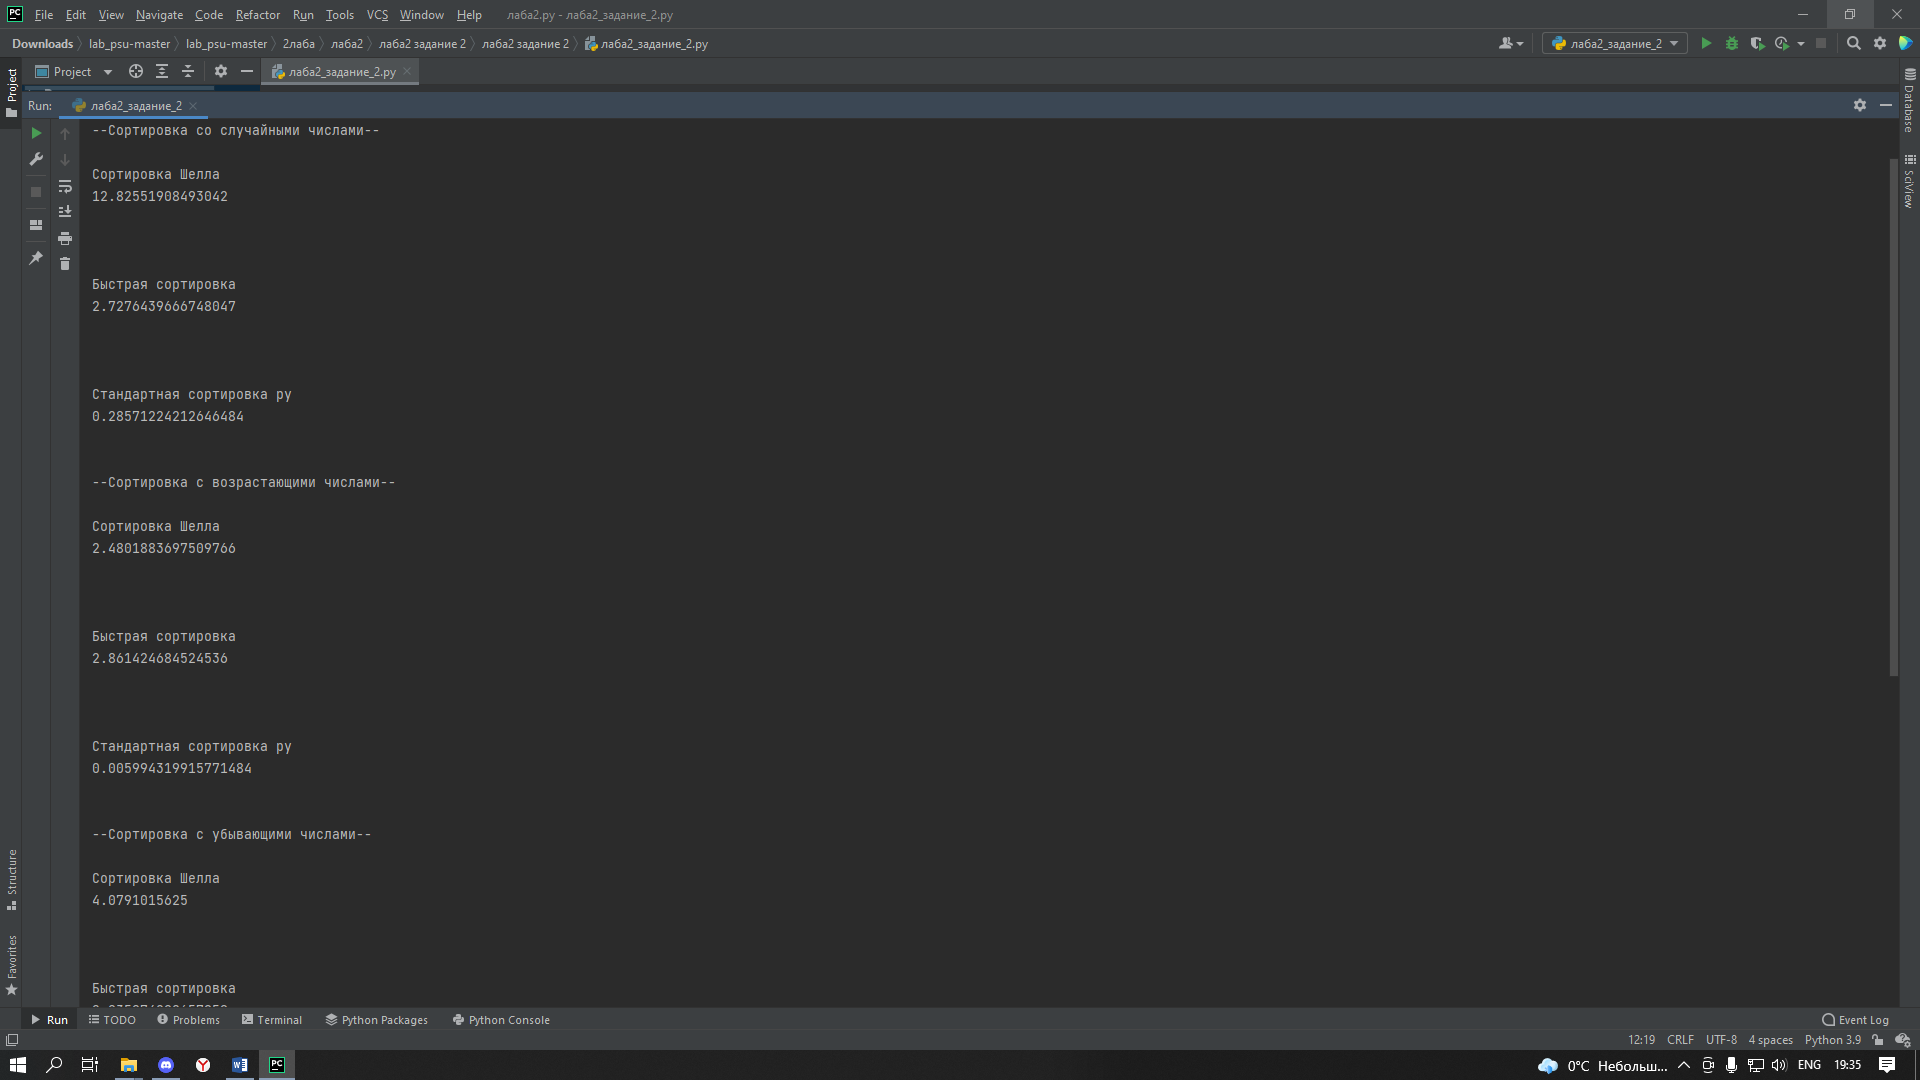 PC File Edit View Navigate Code Refactor Run Tools VCS Window Help лаба2.py - лаба2_задание_2.py
Downloads lab_psu-master lab_psu-master 2лаба лаба2 лаба2 задание 2 лаба2 задание 2 лаба2_задание_2.py лаба2_задание_2
Project лаба2_задание_2.py
Project
Run: лаба2_задание_2
Database
SciView
--Сортировка со случайными числами--
Сортировка Шелла
12.82551908493042
Быстрая сортировка
2.7276439666748047
Стандартная сортировка py
0.28571224212646484
--Сортировка с возрастающими числами--
Сортировка Шелла
2.4801883697509766
Быстрая сортировка
2.861424684524536
Стандартная сортировка py
0.005994319915771484
--Сортировка с убывающими числами--
Сортировка Шелла
4.0791015625
Быстрая сортировка
Structure
Favorites
Run TODO Problems Terminal Python Packages Python Console Event Log
12:19 CRLF UTF-8 4 spaces Python 3.9
PC 0°C Небольш... ENG 19:35